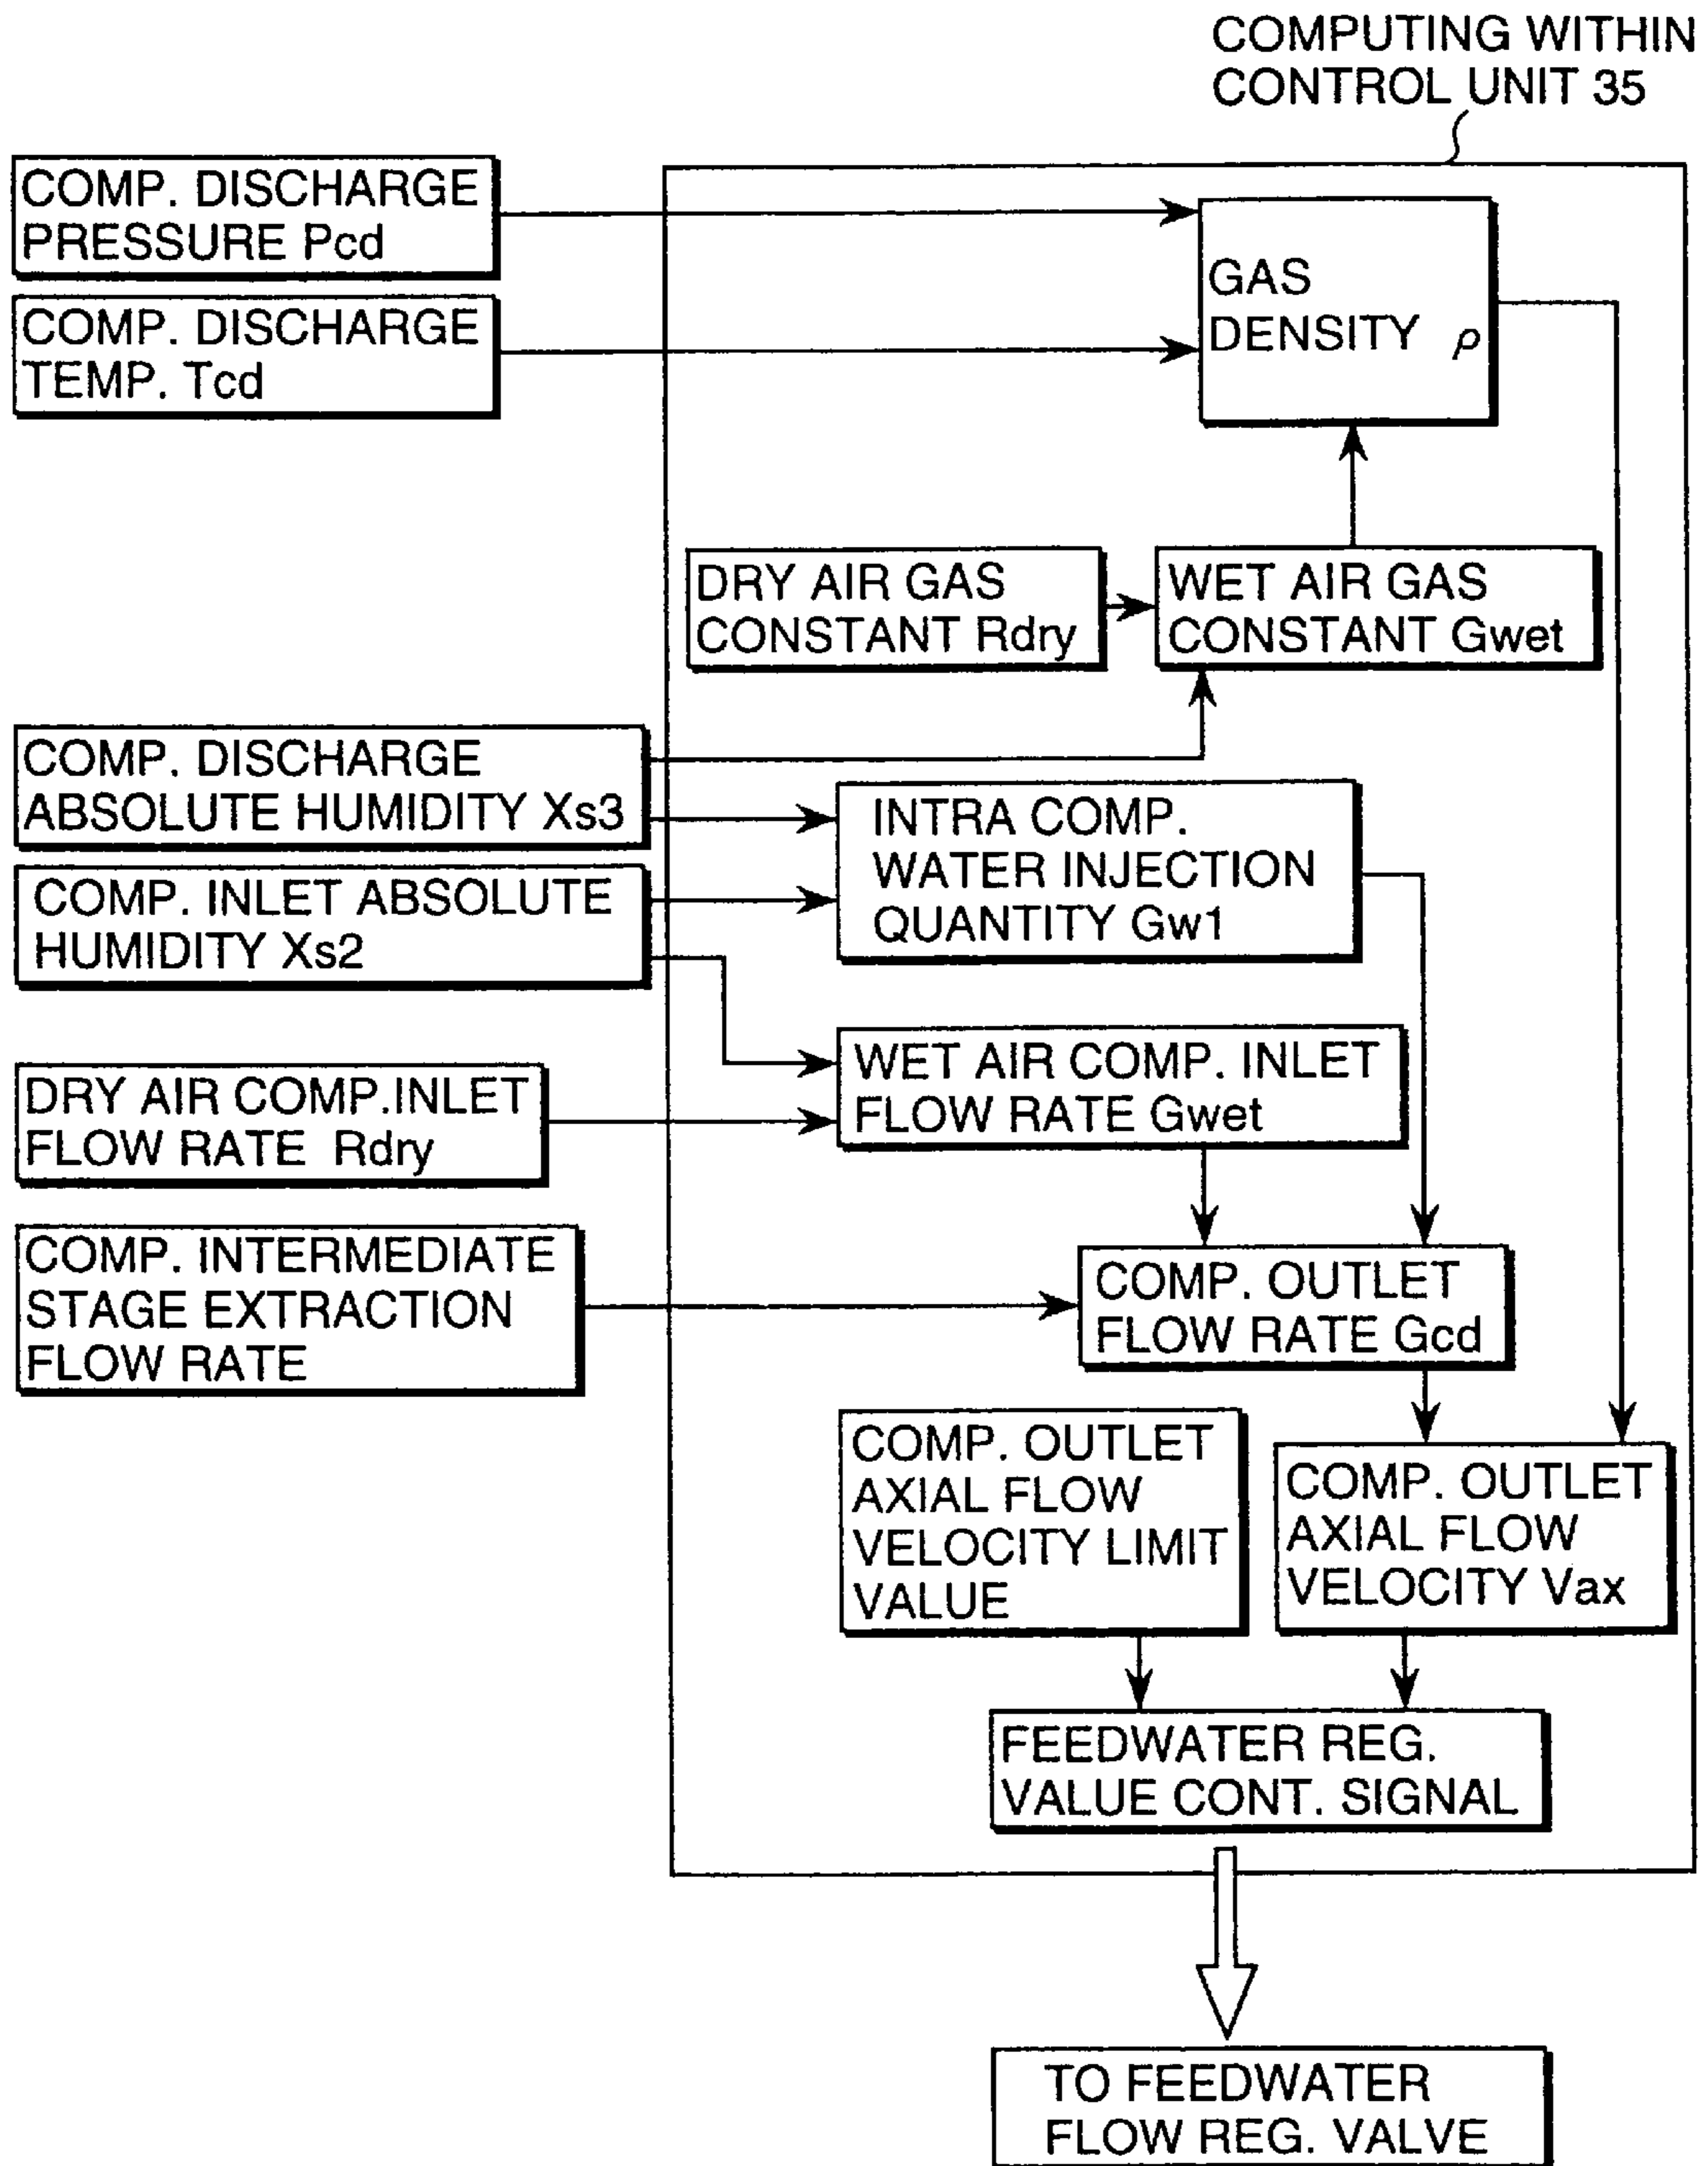 COMPUTING WITHIN
CONTROL UNIT 35
COMP. DISCHARGE
PRESSURE Pcd
COMP. DISCHARGE
TEMP. Tcd
GAS
DENSITY ρ
DRY AIR GAS
CONSTANT Rdry
WET AIR GAS
CONSTANT Gwet
COMP. DISCHARGE
ABSOLUTE HUMIDITY Xs3
COMP. INLET ABSOLUTE
HUMIDITY Xs2
INTRA COMP.
WATER INJECTION
QUANTITY Gw1
DRY AIR COMP.INLET
FLOW RATE Rdry
WET AIR COMP. INLET
FLOW RATE Gwet
COMP. INTERMEDIATE
STAGE EXTRACTION
FLOW RATE
COMP. OUTLET
FLOW RATE Gcd
COMP. OUTLET
AXIAL FLOW
VELOCITY LIMIT
VALUE
COMP. OUTLET
AXIAL FLOW
VELOCITY Vax
FEEDWATER REG.
VALUE CONT. SIGNAL
TO FEEDWATER
FLOW REG. VALVE